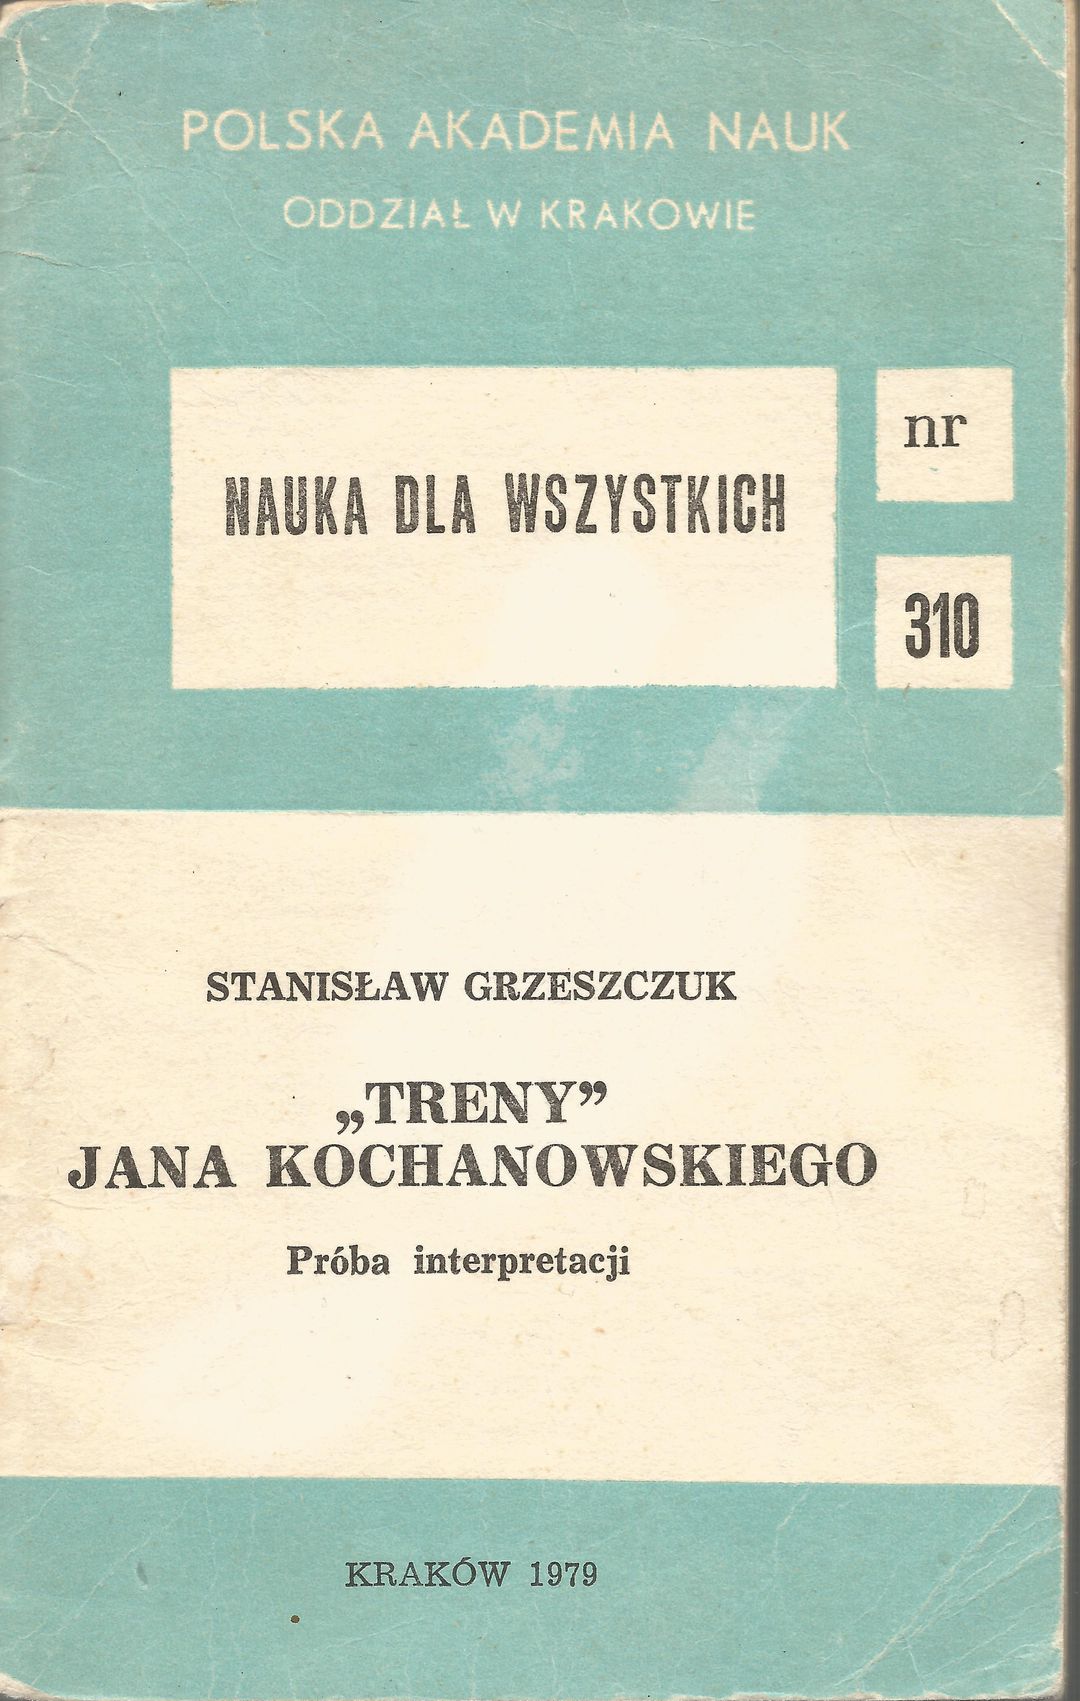 POLSKA AKADEMIA NAUK
ODDZIAŁ W KRAKOWIE
NAUKA DLA WSZYSTKICH
nr
310
STANISŁAW GRZESZCZUK
„TRENY”
JANA KOCHANOWSKIEGO
Próba interpretacji
KRAKÓW 1979